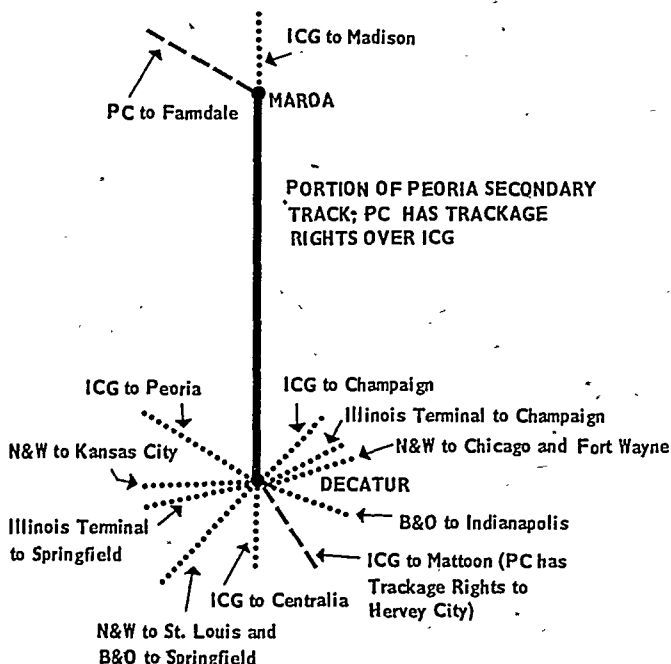 ICG to Madison
PC to Farmdale
MAROA
PORTION OF PEORIA SECONDARY
TRACK; PC HAS TRACKAGE
RIGHTS OVER ICG
ICG to Peoria
ICG to Champaign
Illinois Terminal to Champaign
N&W to Kansas City
N&W to Chicago and Fort Wayne
DECATUR
Illinois Terminal
to Springfield
B&O to Indianapolis
ICG to Mattoon (PC has
Trackage Rights to
Hervey City)
ICG to Centralia
N&W to St. Louis and
B&O to Springfield